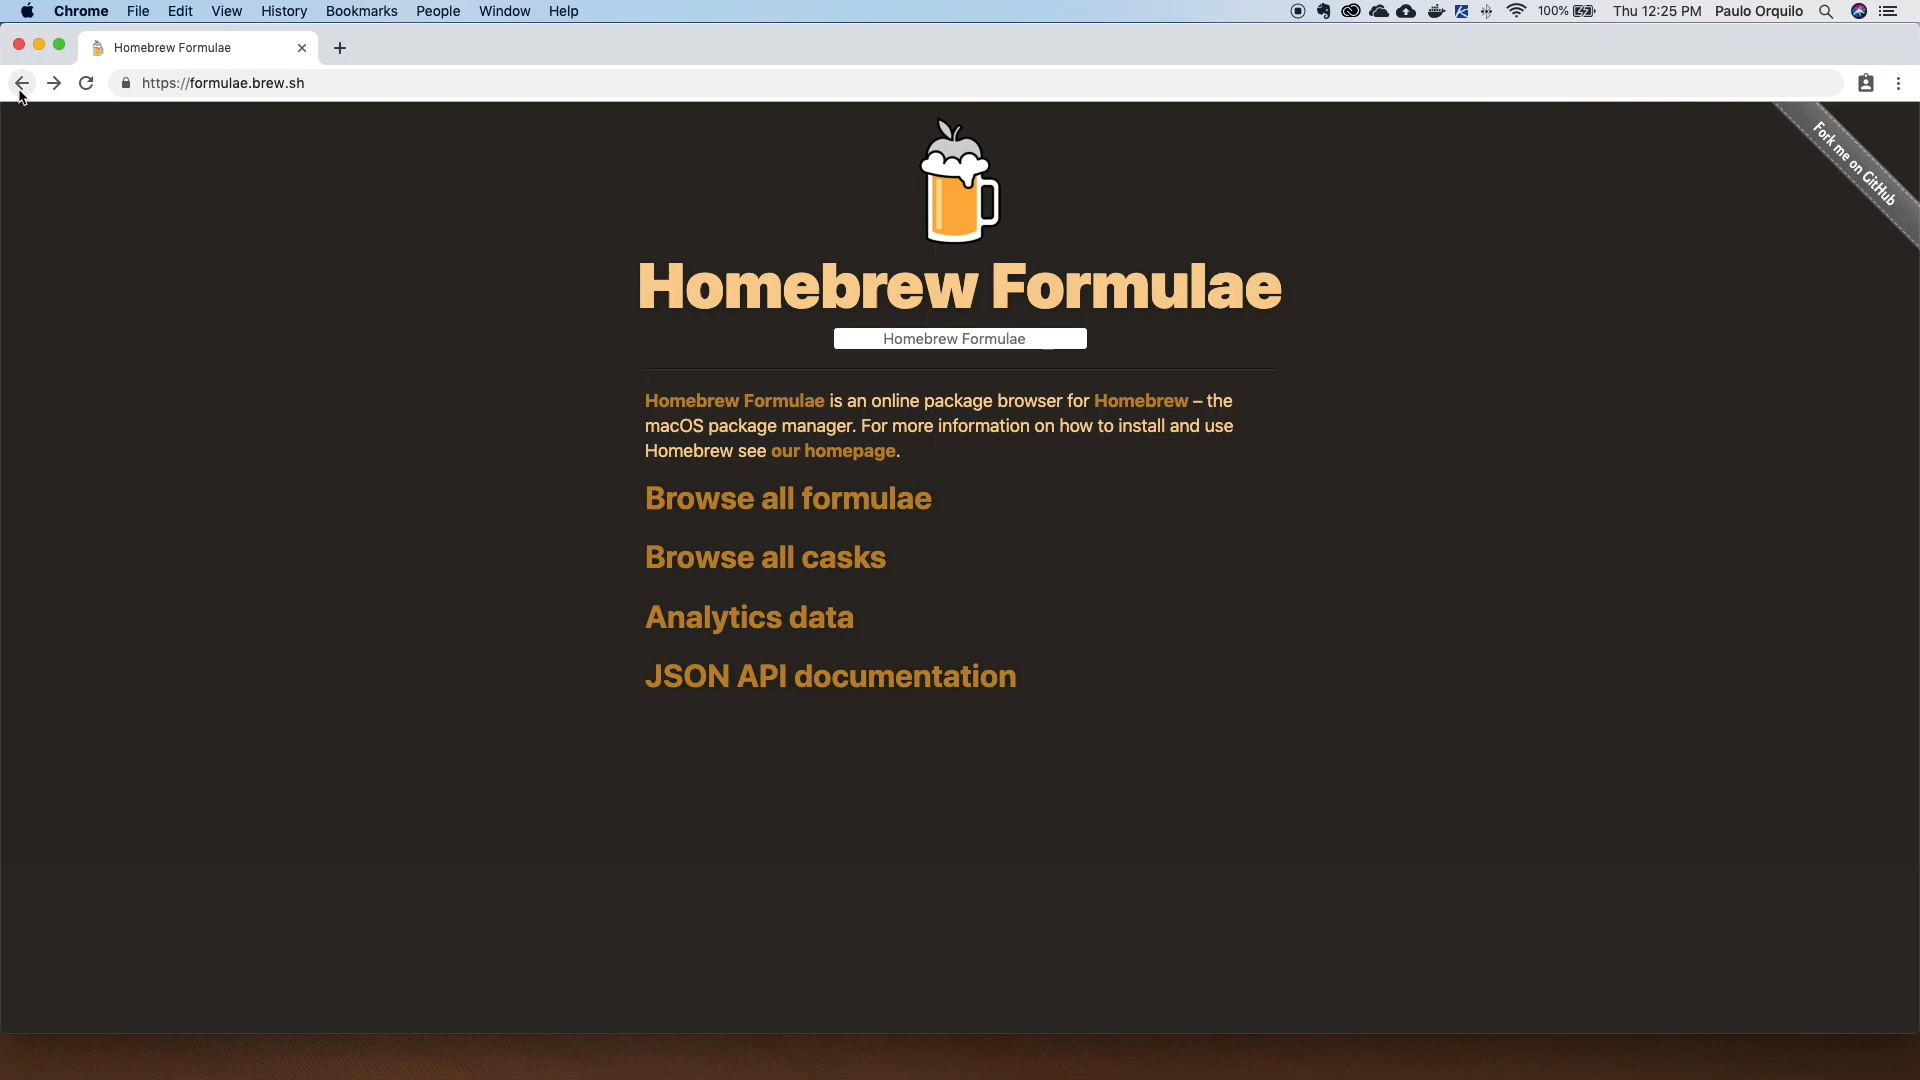 Chrome File Edit View History Bookmarks People Window Help 100% Thu 12:25 PM Paulo Orquilo
Homebrew Formulae
https://formulae.brew.sh
Fork me on GitHub
Homebrew Formulae
Homebrew Formulae
Homebrew Formulae is an online package browser for Homebrew – the
macOS package manager. For more information on how to install and use
Homebrew see our homepage.
Browse all formulae
Browse all casks
Analytics data
JSON API documentation